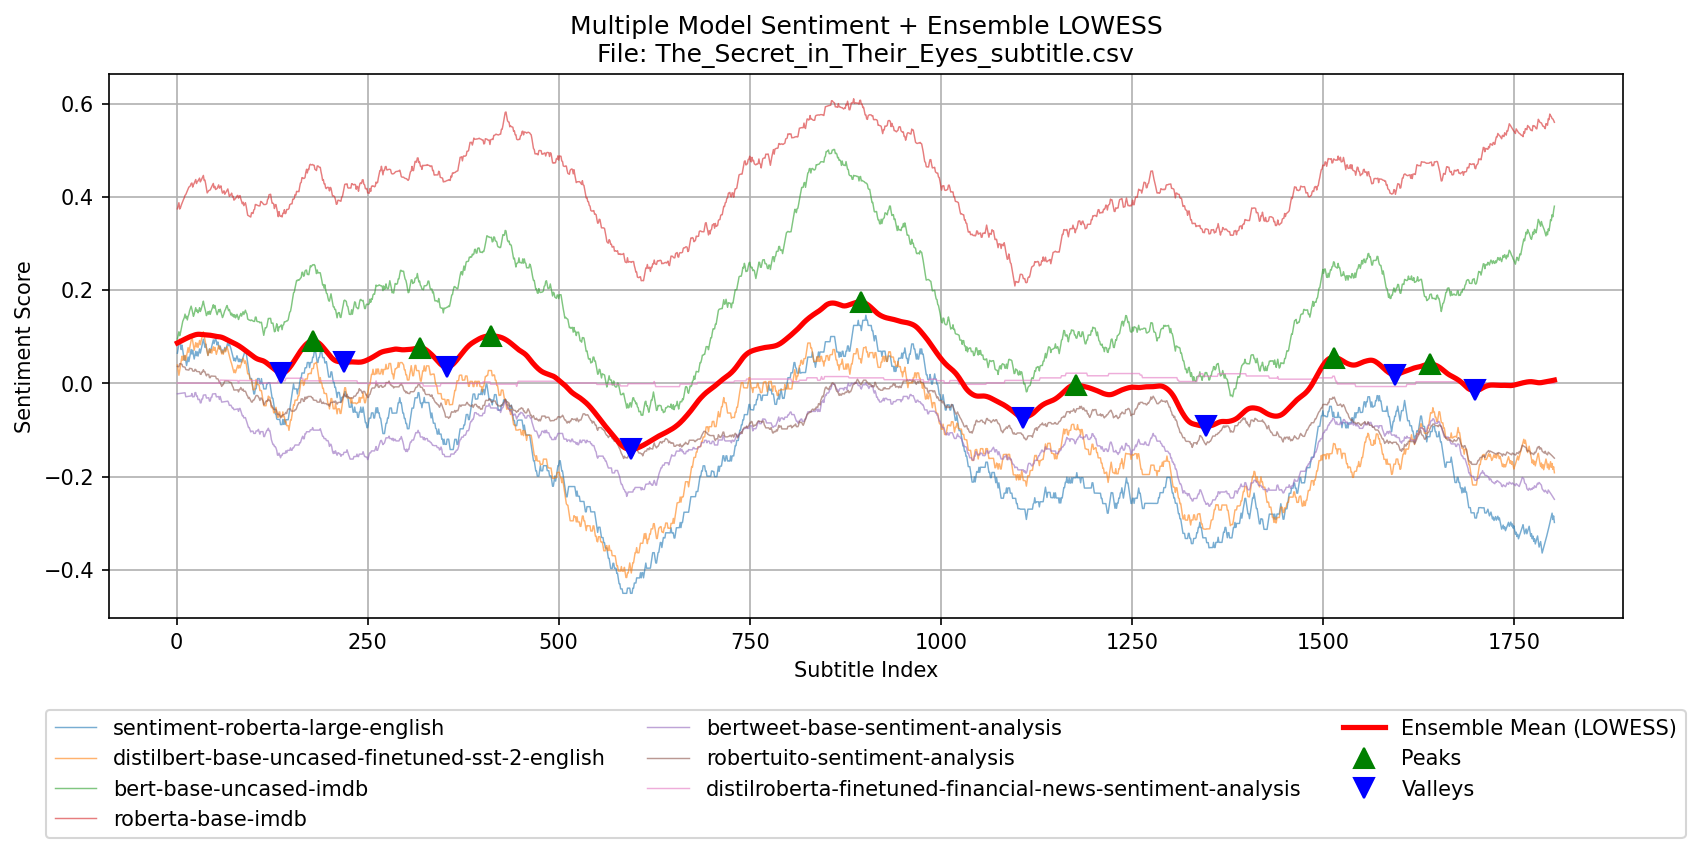 Multiple Model Sentiment + Ensemble LOWESS
File: The_Secret_in_Their_Eyes_subtitle.csv
Sentiment Score
0.6
0.4
0.2
0.0
−0.2
−0.4
0 250 500 750 1000 1250 1500 1750
Subtitle Index
sentiment-roberta-large-english
distilbert-base-uncased-finetuned-sst-2-english
bert-base-uncased-imdb
roberta-base-imdb
bertweet-base-sentiment-analysis
robertuito-sentiment-analysis
distilroberta-finetuned-financial-news-sentiment-analysis
Ensemble Mean (LOWESS)
Peaks
Valleys